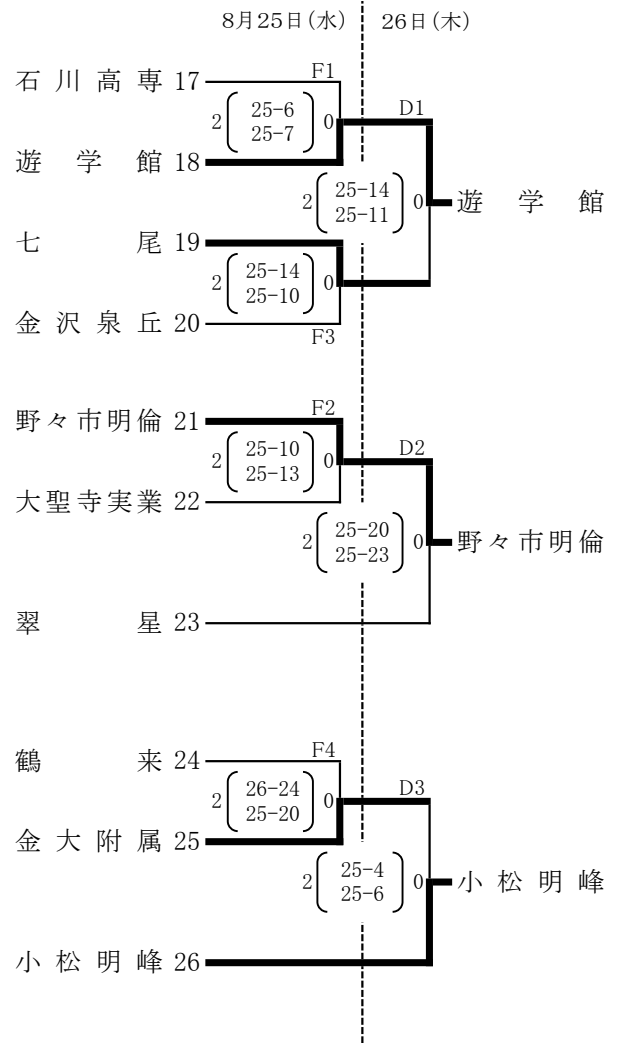 8月25日(水) 26日(木)
石川高専 17
F1
2 25-6 0
25-7
D1
遊学館 18
2 25-14 0
25-11
遊学館
七尾 19
2 25-14 0
25-10
金沢泉丘 20
F3
野々市明倫 21
F2
2 25-10 0
25-13
D2
大聖寺実業 22
2 25-20 0
25-23
野々市明倫
翠星 23
鶴来 24
F4
2 26-24 0
25-20
D3
金大附属 25
2 25-4 0
25-6
小松明峰
小松明峰 26